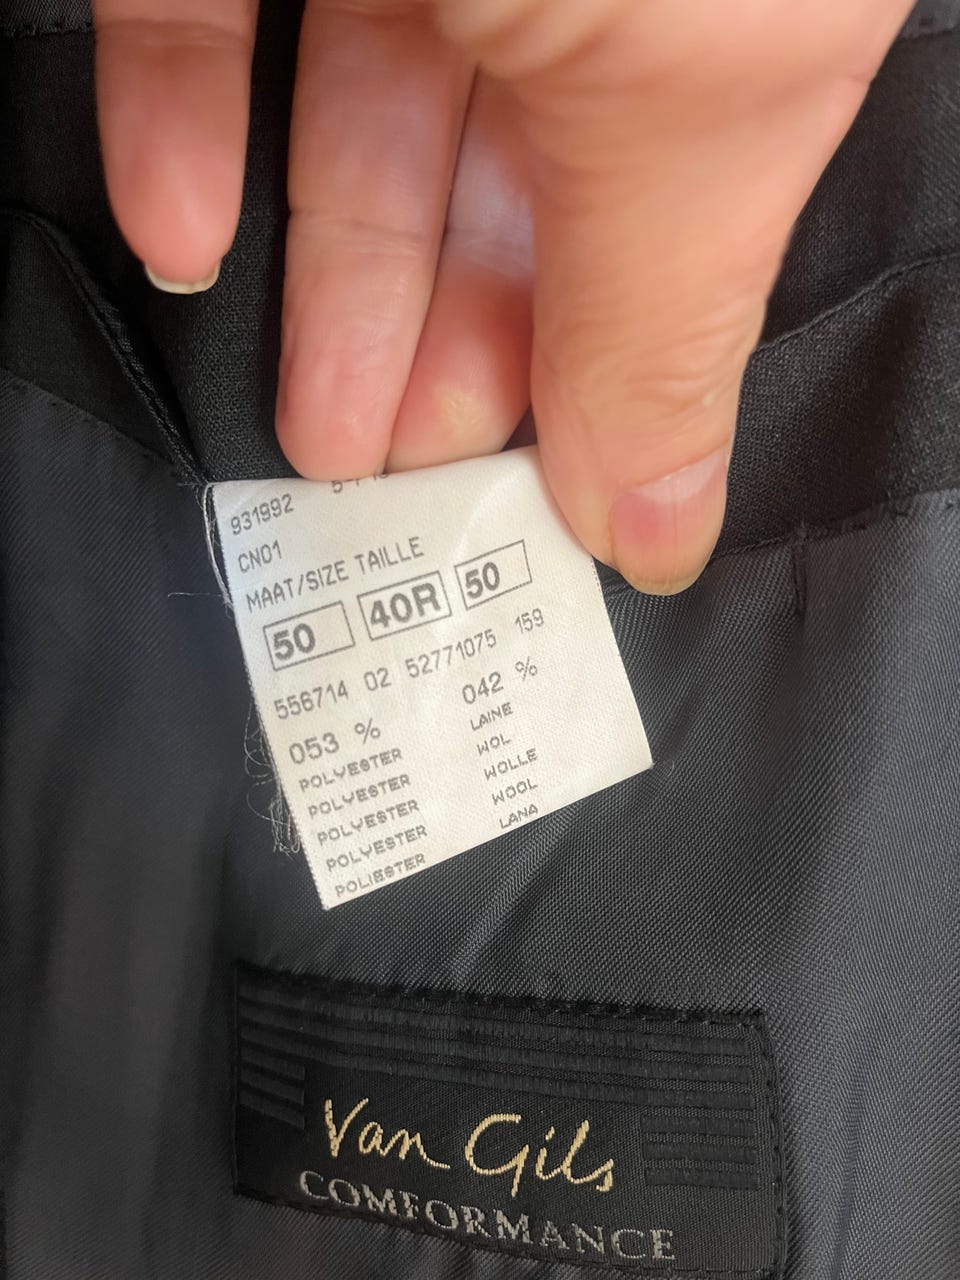 931992
CN01
MAAT/SIZE TAILLE
50 40R 50
556714 02 52771075 159
053 % 042 %
POLYESTER LAINE
POLYESTER WOL
POLYESTER WOLLE
POLYESTER WOOL
POLIESTER LANA
Van Gils
COMFORMANCE